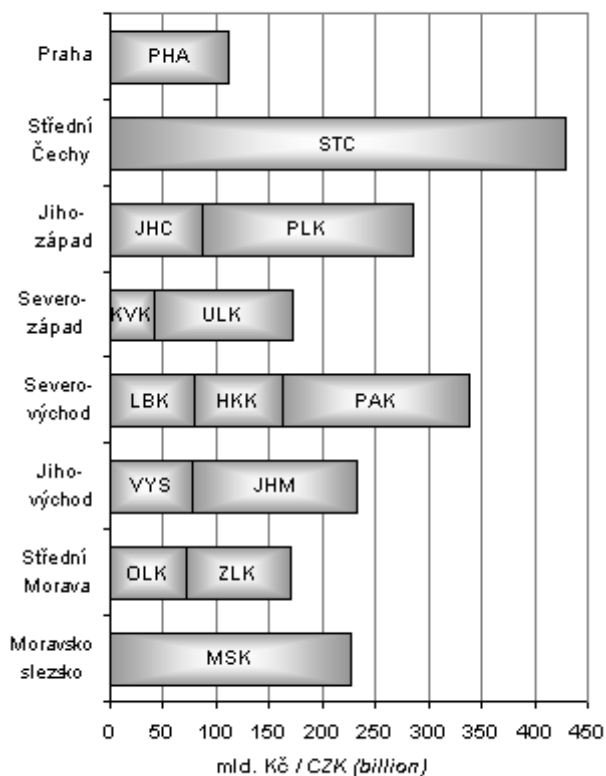 Praha
PHA
Střední
Čechy
STC
Jiho-
západ
JHC PLK
Severo-
západ
KVK ULK
Severo-
východ
LBK HKK PAK
Jiho-
východ
VYS JHM
Střední
Morava
OLK ZLK
Moravsko
slezsko
MSK
0 50 100 150 200 250 300 350 400 450
mld. Kč / CZK (billion)